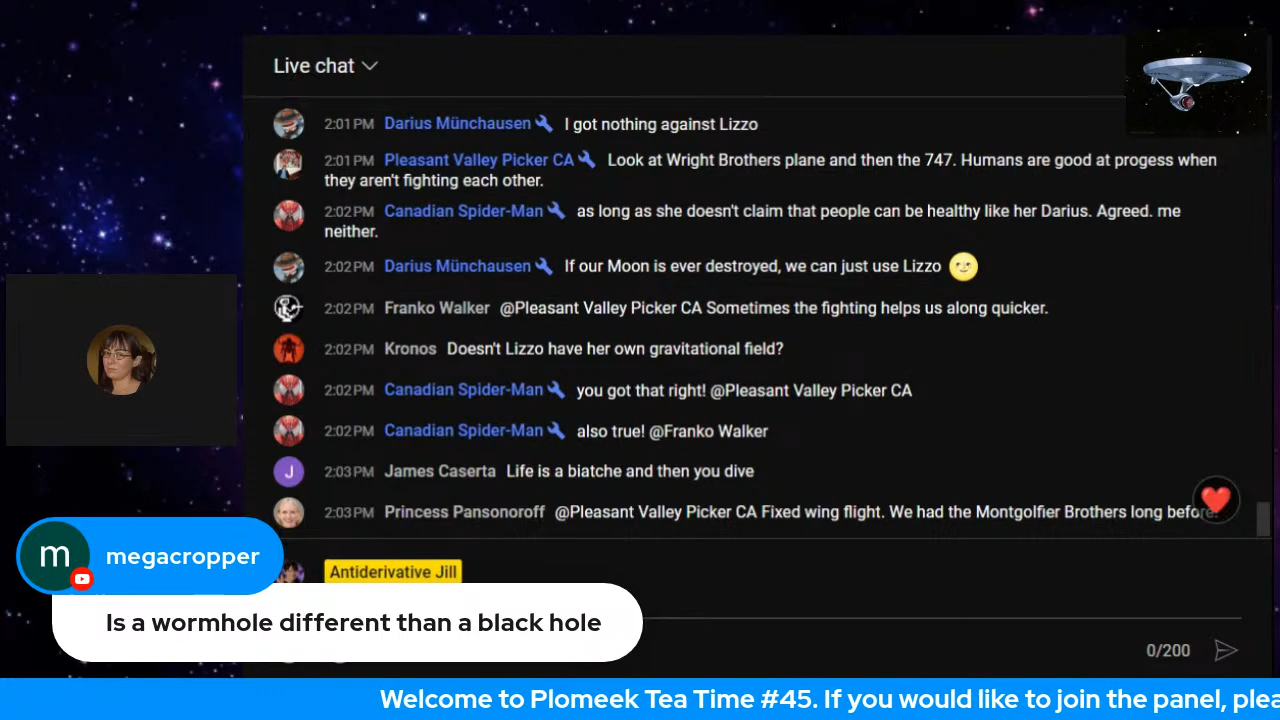 Live chat
2:01 PM Darius Münchausen I got nothing against Lizzo
2:01 PM Pleasant Valley Picker CA Look at Wright Brothers plane and then the 747. Humans are good at progess when
they aren't fighting each other.
2:02 PM Canadian Spider-Man as long as she doesn't claim that people can be healthy like her Darius. Agreed. me
neither.
2:02 PM Darius Münchausen If our Moon is ever destroyed, we can just use Lizzo
2:02 PM Franko Walker @Pleasant Valley Picker CA Sometimes the fighting helps us along quicker.
2:02 PM Kronos Doesn't Lizzo have her own gravitational field?
2:02 PM Canadian Spider-Man you got that right! @Pleasant Valley Picker CA
2:02 PM Canadian Spider-Man also true! @Franko Walker
J 2:03 PM James Caserta Life is a biatche and then you dive
2:03 PM Princess Pansonoroff @Pleasant Valley Picker CA Fixed wing flight. We had the Montgolfier Brothers long before.
m megacropper
Antiderivative Jill
Is a wormhole different than a black hole
0/200
Welcome to Plomeek Tea Time #45. If you would like to join the panel, plea